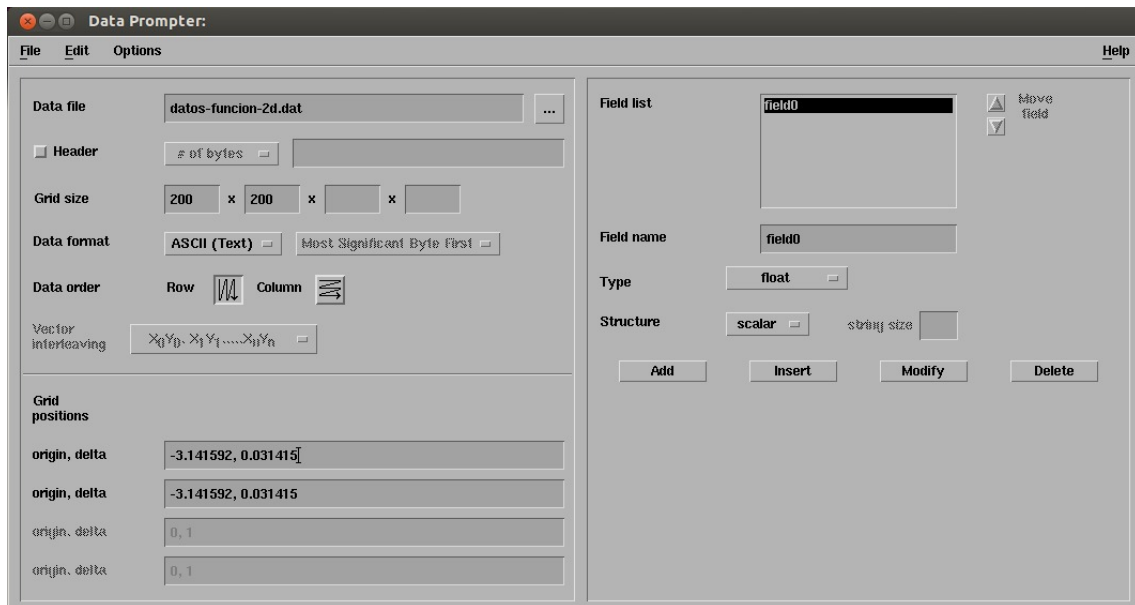 Data Prompter:
File Edit Options Help
Data file datos-funcion-2d.dat ...
Header # of bytes
Grid size 200 x 200 x x
Data format ASCII (Text) Most Significant Byte First
Data order Row Column
Vector
interleaving X0Y0, X1Y1.....XnYn
Grid
positions
origin, delta -3.141592, 0.031415
origin, delta -3.141592, 0.031415
origin, delta 0, 1
origin, delta 0, 1
Field list field0 Move
field
Field name field0
Type float
Structure scalar string size
Add Insert Modify Delete